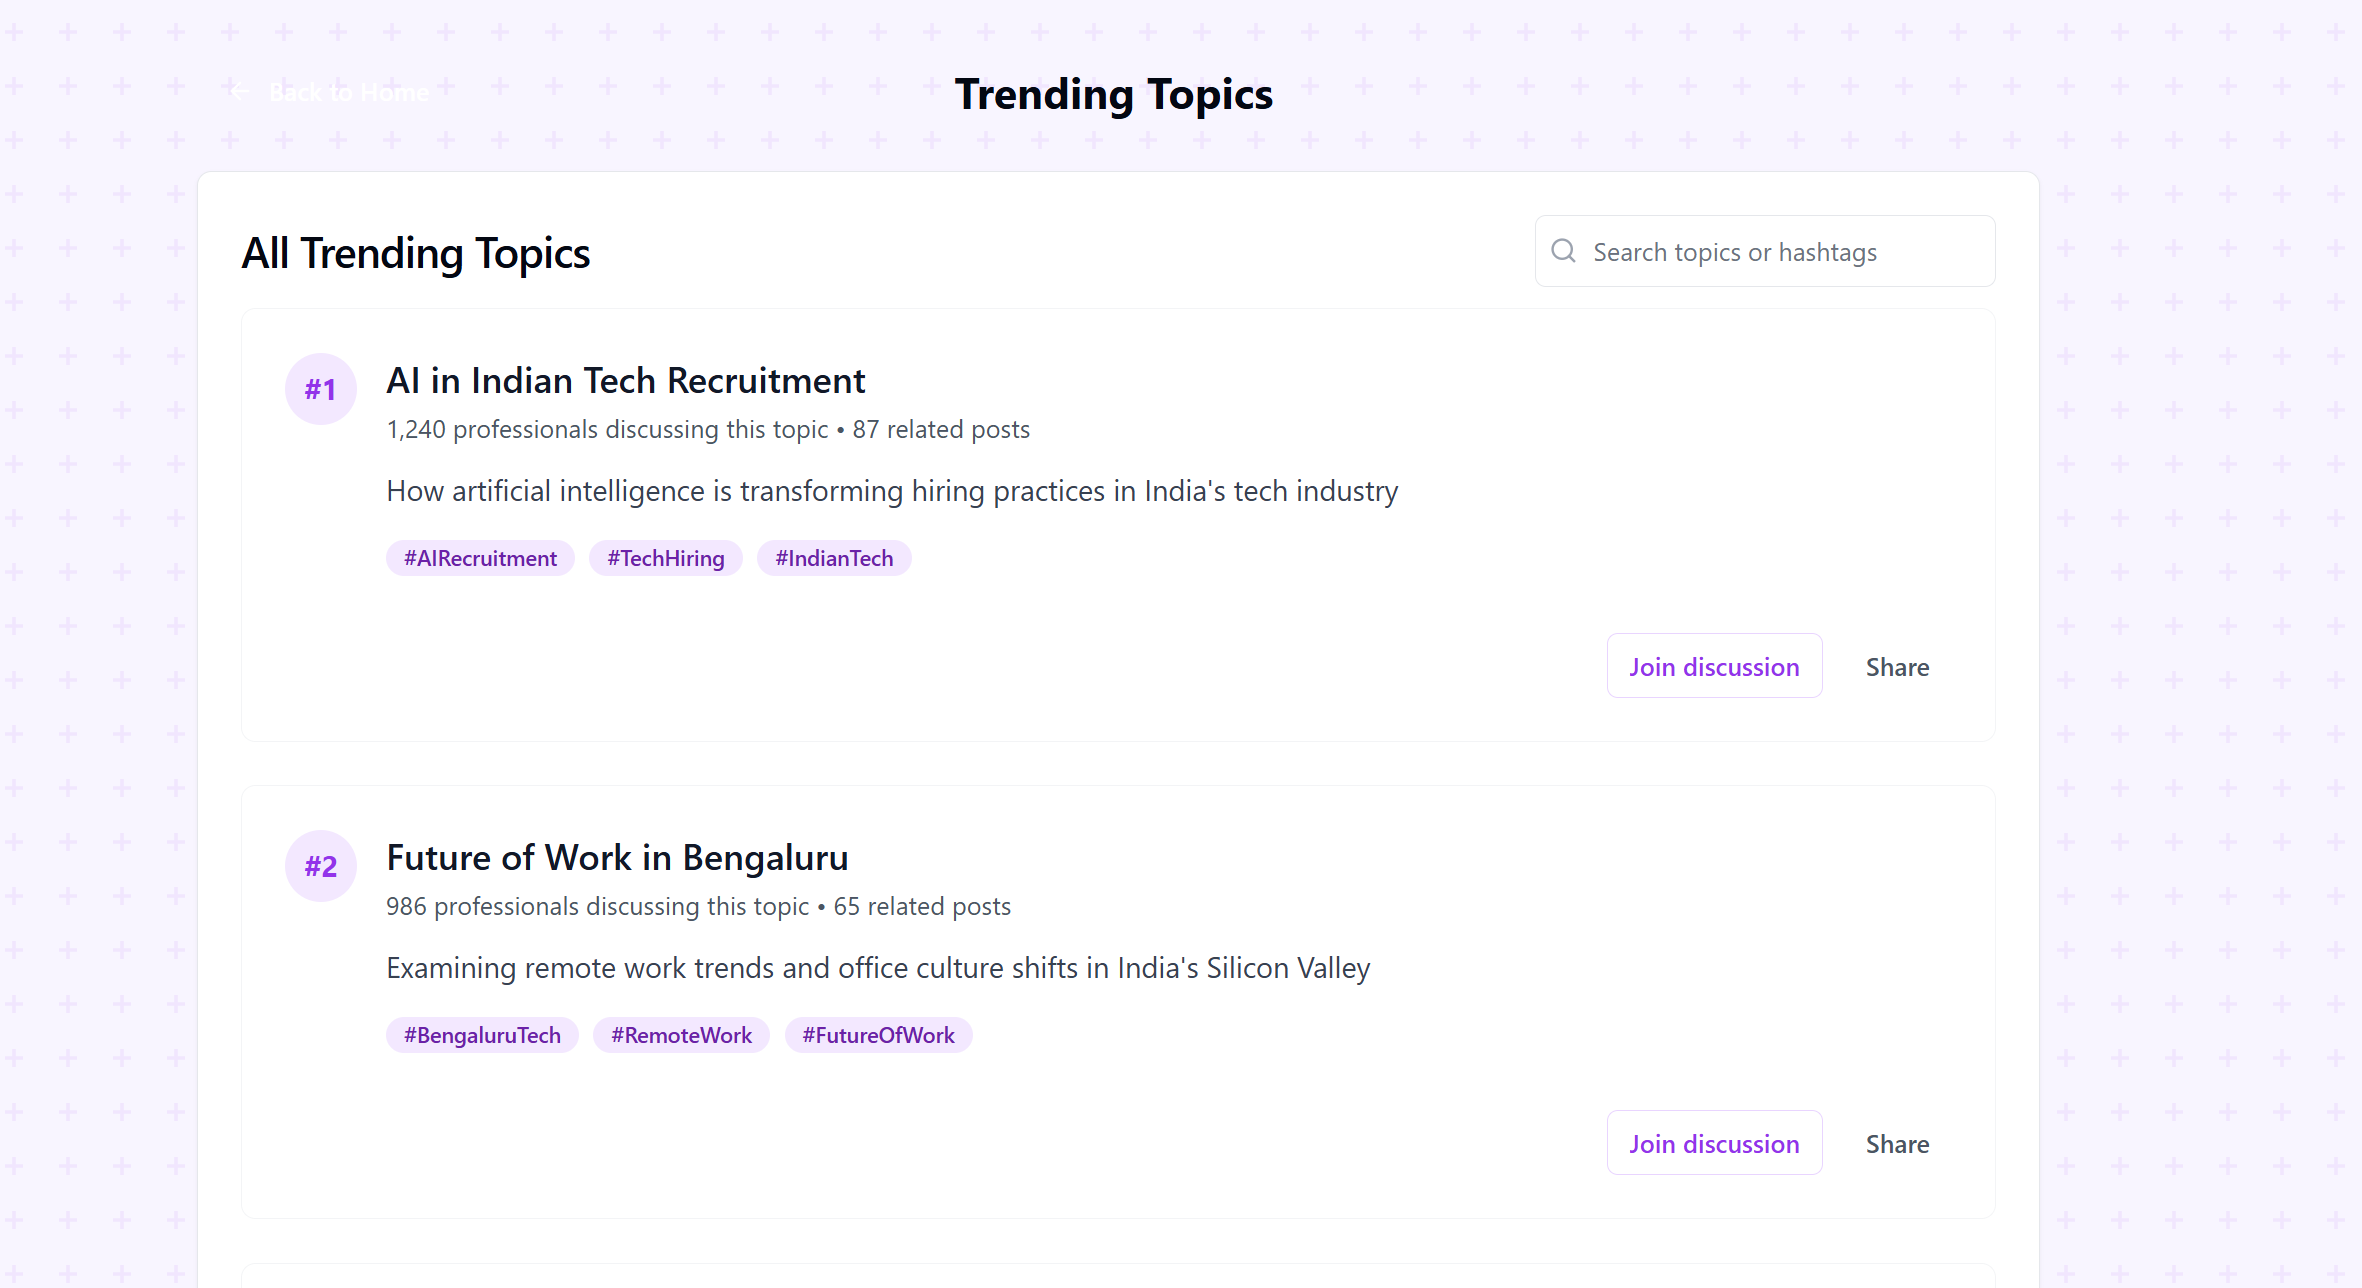 Back to Home
Trending Topics
All Trending Topics
Search topics or hashtags
#1
AI in Indian Tech Recruitment
1,240 professionals discussing this topic • 87 related posts
How artificial intelligence is transforming hiring practices in India's tech industry
#AIRecruitment #TechHiring #IndianTech
Join discussion Share
#2
Future of Work in Bengaluru
986 professionals discussing this topic • 65 related posts
Examining remote work trends and office culture shifts in India's Silicon Valley
#BengaluruTech #RemoteWork #FutureOfWork
Join discussion Share